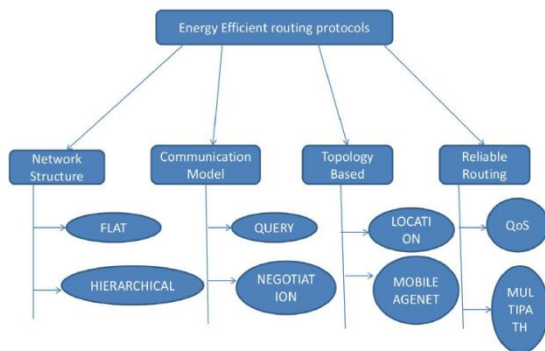 Energy Efficient routing protocols
Network
Structure
Communication
Model
Topology
Based
Reliable
Routing
FLAT
QUERY
LOCATI
ON
QoS
HIERARCHICAL
NEGOTIAT
ION
MOBILE
AGENET
MUL
TIPA
TH